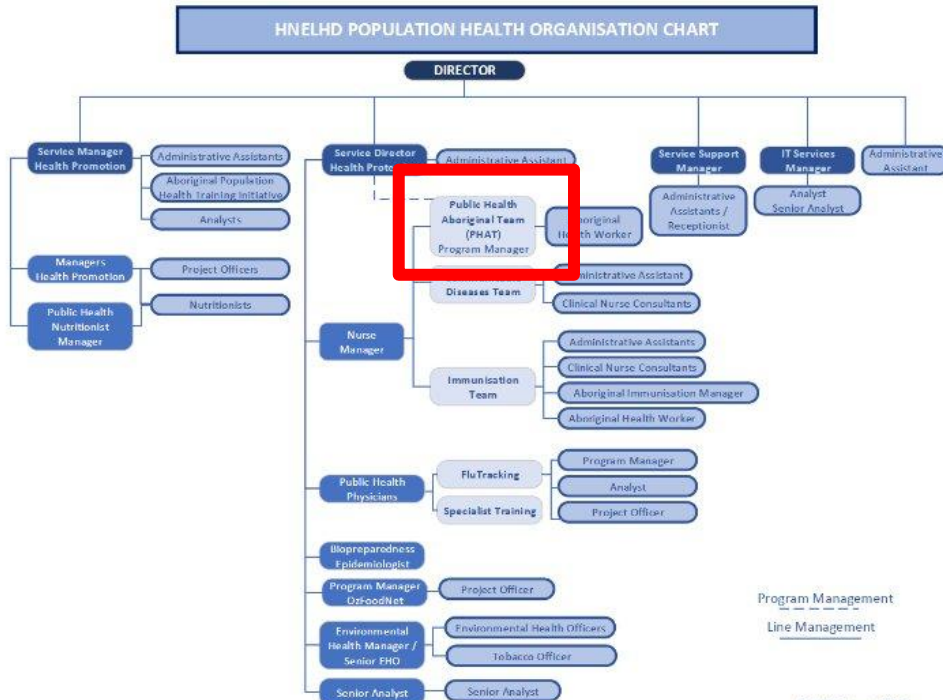 HNELHD POPULATION HEALTH ORGANISATION CHART
DIRECTOR
Service Manager
Health Promotion
Administrative Assistants
Aboriginal Population
Health Training Initiative
Analysts
Managers
Health Promotion
Project Officers
Public Health
Nutritionist
Manager
Nutritionists
Service Director
Health
Administrative Assistant
Public Health
Aboriginal Team
(PHAT)
Program Manager
Health Worker
Diseases Team
Assistant
Clinical Nurse Consultants
Nurse
Manager
Immunisation
Team
Administrative Assistants
Clinical Nurse Consultants
Aboriginal Immunisation Manager
Aboriginal Health Worker
Public Health
Physicians
FluTracking
Program Manager
Analyst
Project Officer
Specialist Training
Biopreparedness
Epidemiologist
Program Manager
OzFoodNet
Project Officer
Environmental
Health Manager /
Senior EHO
Environmental Health Officers
Tobacco Officer
Senior Analyst
Senior Analyst
Service Support
Manager
Administrative
Assistants /
Receptionist
IT Services
Manager
Analyst
Senior Analyst
Administrative
Assistant
Program Management
Line Management